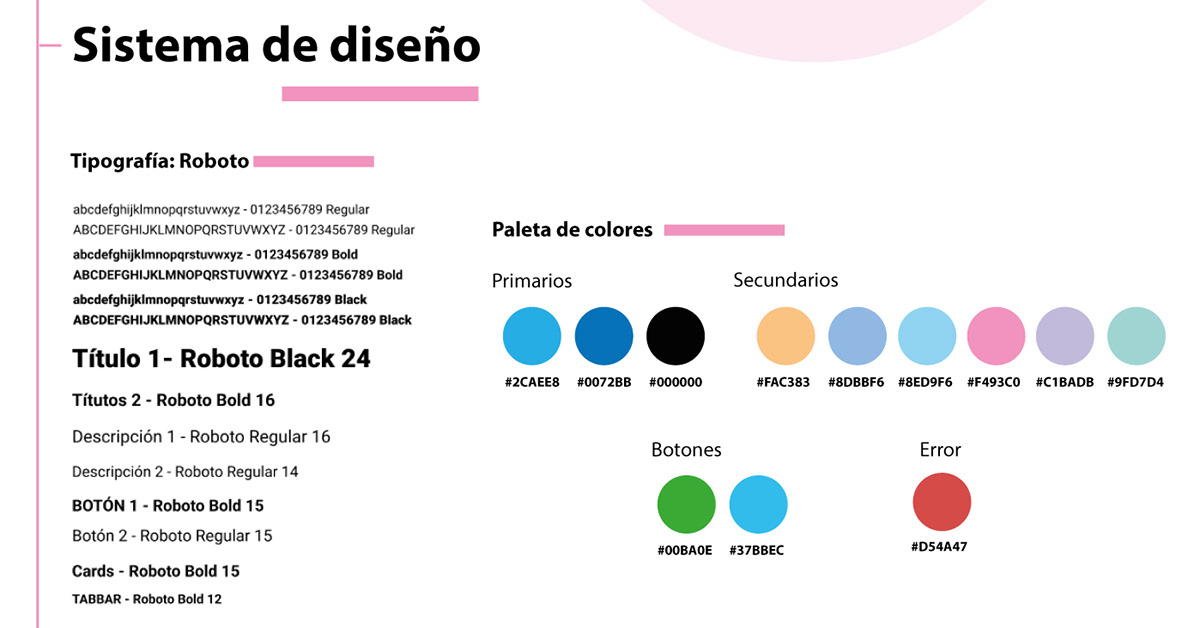 Sistema de diseño
Tipografía: Roboto
abcdefghijklmnopqrstuvwxyz - 0123456789 Regular
ABCDEFGHIJKLMNOPQRSTUVWXYZ - 0123456789 Regular
abcdefghijklmnopqrstuvwxyz - 0123456789 Bold
ABCDEFGHIJKLMNOPQRSTUVWXYZ - 0123456789 Bold
abcdefghijklmnopqrstuvwxyz - 0123456789 Black
ABCDEFGHIJKLMNOPQRSTUVWXYZ - 0123456789 Black
Título 1- Roboto Black 24
Títutos 2 - Roboto Bold 16
Descripción 1 - Roboto Regular 16
Descripción 2 - Roboto Regular 14
BOTÓN 1 - Roboto Bold 15
Botón 2 - Roboto Regular 15
Cards - Roboto Bold 15
TABBAR - Roboto Bold 12
Paleta de colores
Primarios
#2CAEE8 #0072BB #000000
Secundarios
#FAC383 #8DBBF6 #8ED9F6 #F493C0 #C1BADB #9FD7D4
Botones
#00BA0E #37BBEC
Error
#D54A47